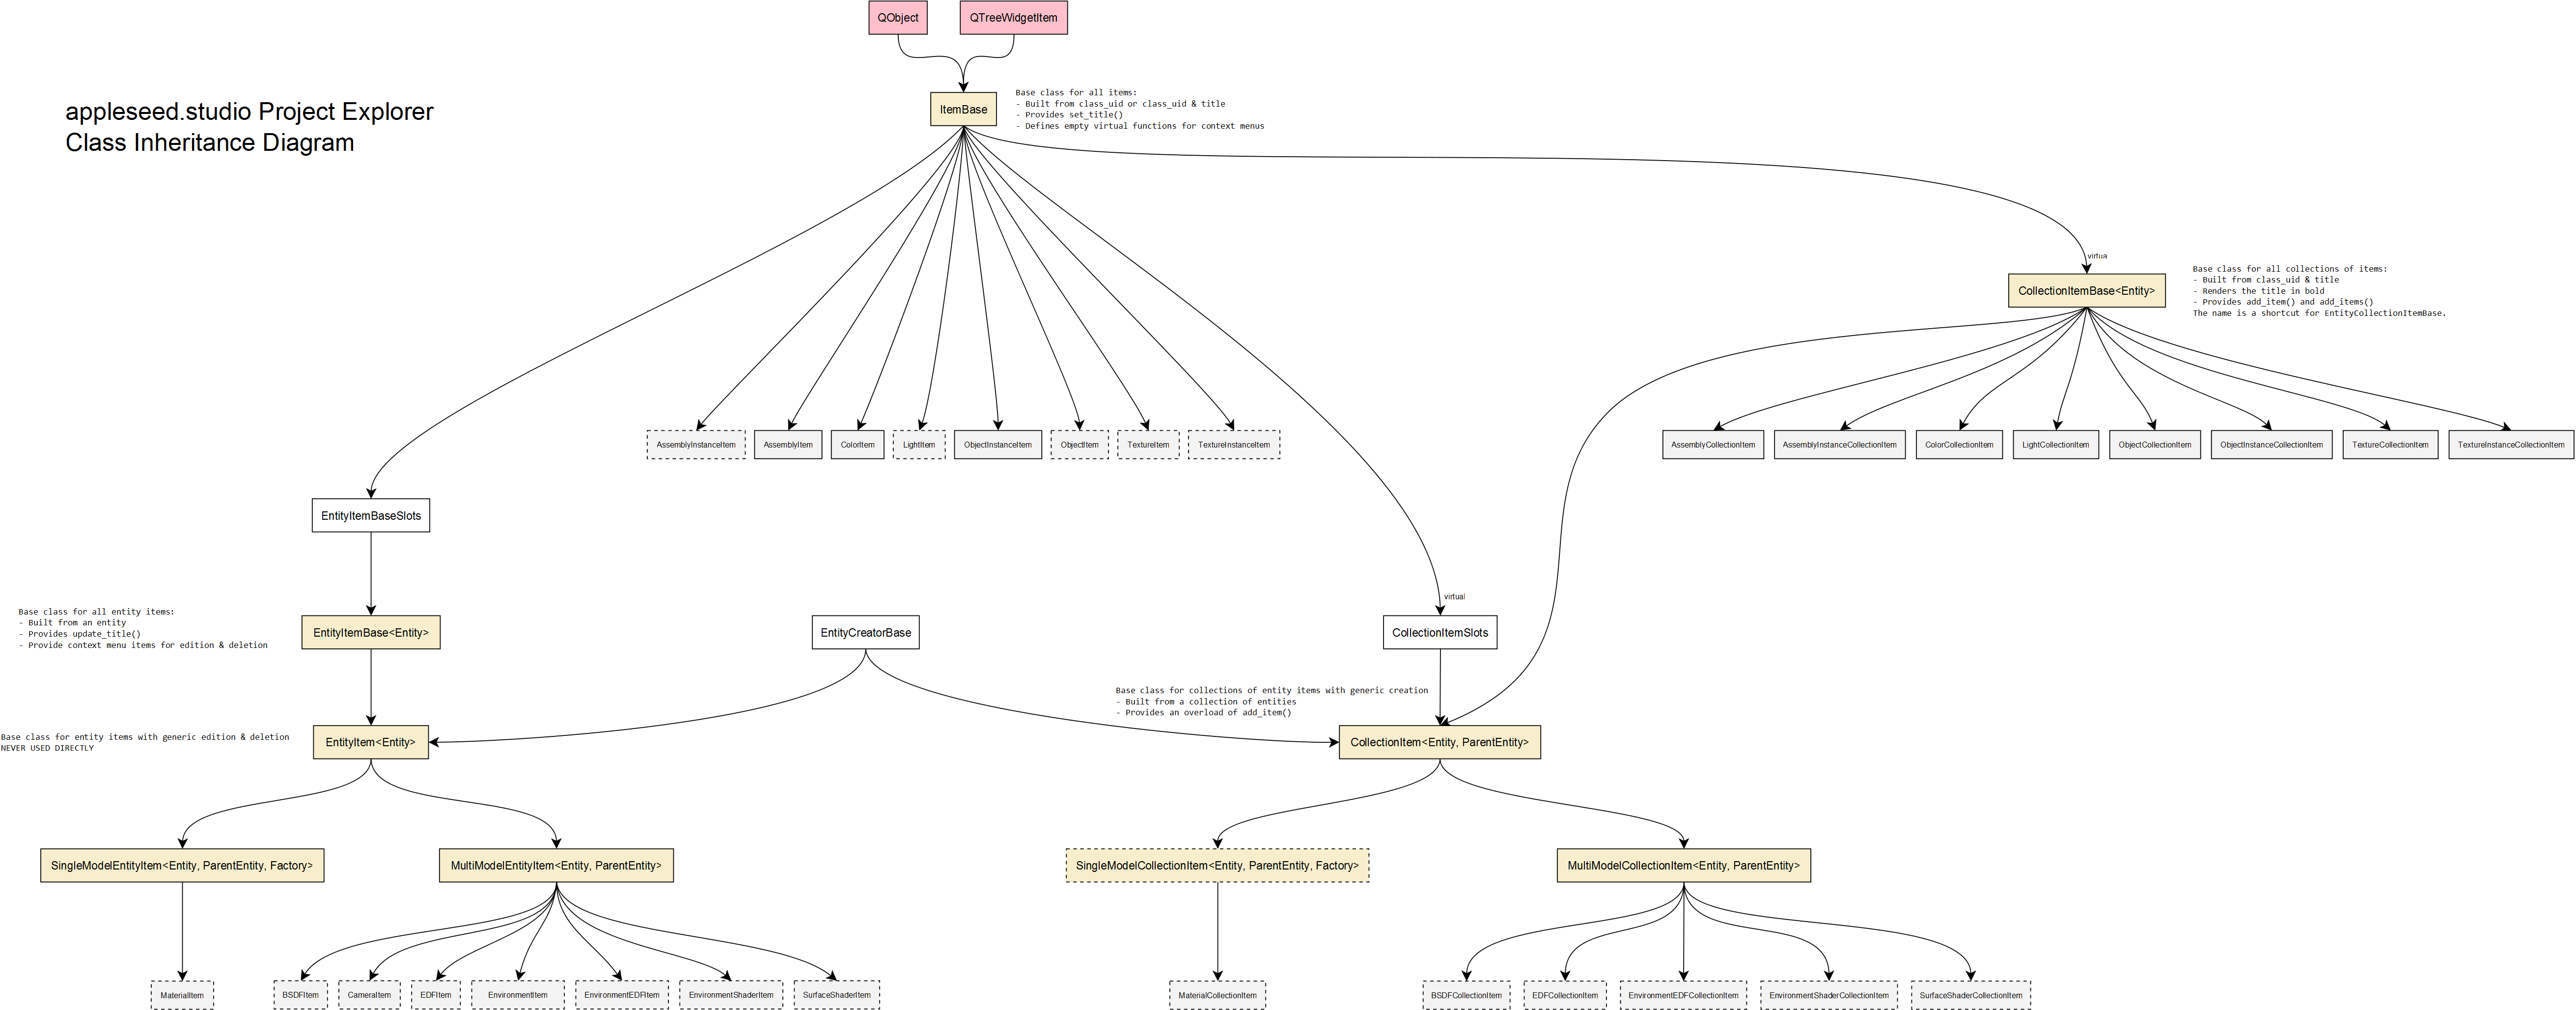 QObject
QTreeWidgetItem
appleseed.studio Project Explorer
Class Inheritance Diagram
ItemBase
Base class for all items:
- Built from class_uid or class_uid & title
- Provides set_title()
- Defines empty virtual functions for context menus
virtua
CollectionItemBase<Entity>
Base class for all collections of items:
- Built from class_uid & title
- Renders the title in bold
- Provides add_item() and add_items()
The name is a shortcut for EntityCollectionItemBase.
AssemblyInstanceItem
AssemblyItem
ColorItem
LightItem
ObjectInstanceItem
ObjectItem
TextureItem
TextureInstanceItem
AssemblyCollectionItem
AssemblyInstanceCollectionItem
ColorCollectionItem
LightCollectionItem
ObjectCollectionItem
ObjectInstanceCollectionItem
TextureCollectionItem
TextureInstanceCollectionItem
EntityItemBaseSlots
virtual
Base class for all entity items:
- Built from an entity
- Provides update_title()
- Provide context menu items for edition & deletion
EntityItemBase<Entity>
EntityCreatorBase
CollectionItemSlots
Base class for collections of entity items with generic creation
- Built from a collection of entities
- Provides an overload of add_item()
Base class for entity items with generic edition & deletion
NEVER USED DIRECTLY
EntityItem<Entity>
CollectionItem<Entity, ParentEntity>
SingleModelEntityItem<Entity, ParentEntity, Factory>
MultiModelEntityItem<Entity, ParentEntity>
SingleModelCollectionItem<Entity, ParentEntity, Factory>
MultiModelCollectionItem<Entity, ParentEntity>
MaterialItem
BSDFItem
CameraItem
EDFItem
EnvironmentItem
EnvironmentEDFItem
EnvironmentShaderItem
SurfaceShaderItem
MaterialCollectionItem
BSDFCollectionItem
EDFCollectionItem
EnvironmentEDFCollectionItem
EnvironmentShaderCollectionItem
SurfaceShaderCollectionItem